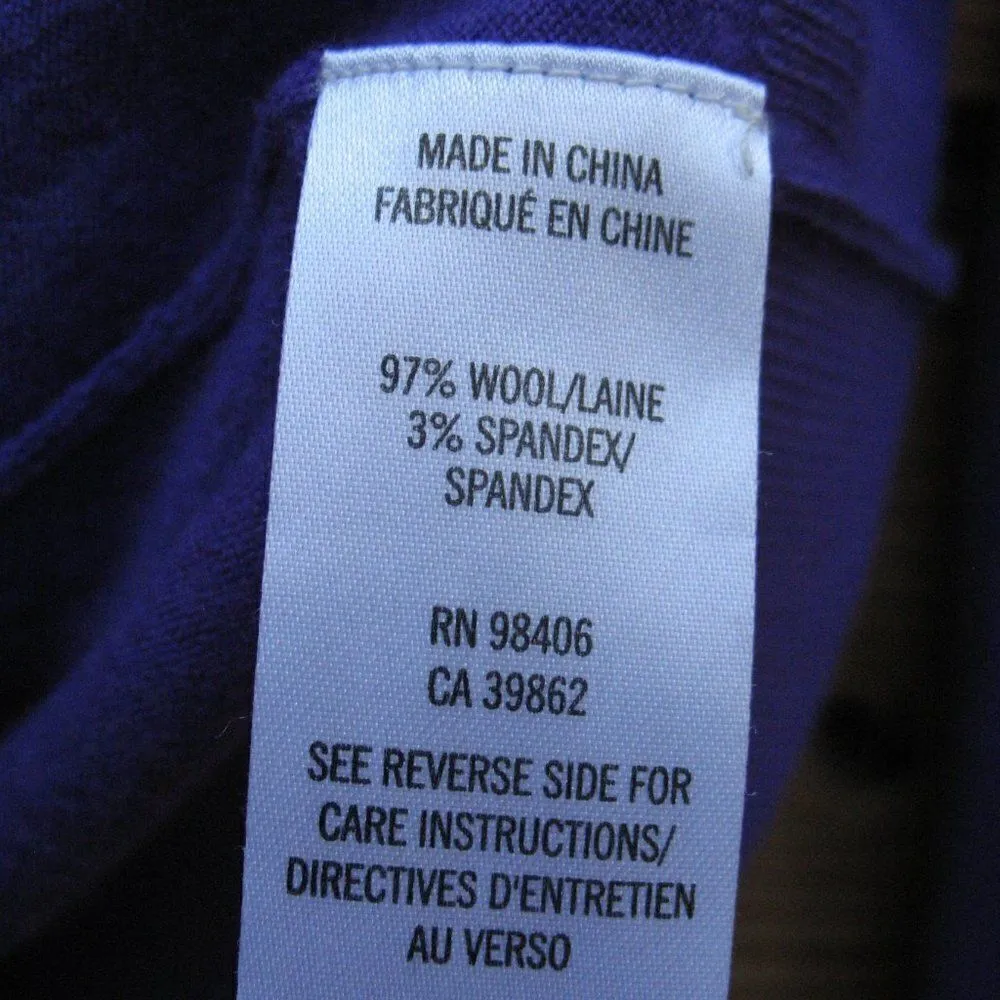 MADE IN CHINA
FABRIQUÉ EN CHINE
97% WOOL/LAINE
3% SPANDEX/
SPANDEX
RN 98406
CA 39862
SEE REVERSE SIDE FOR
CARE INSTRUCTIONS/
DIRECTIVES D'ENTRETIEN
AU VERSO